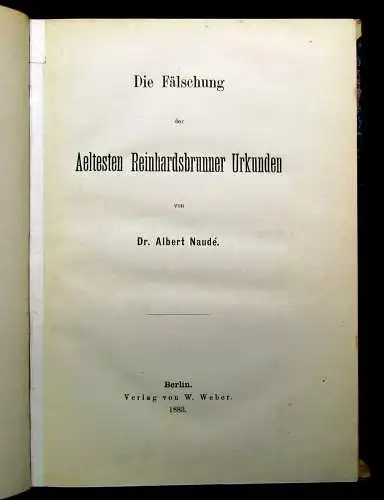 Die Fälschung
der
Aeltesten Reinhardsbrunner Urkunden
von
Dr. Albert Naudé.
Berlin.
Verlag von W. Weber.
1883.